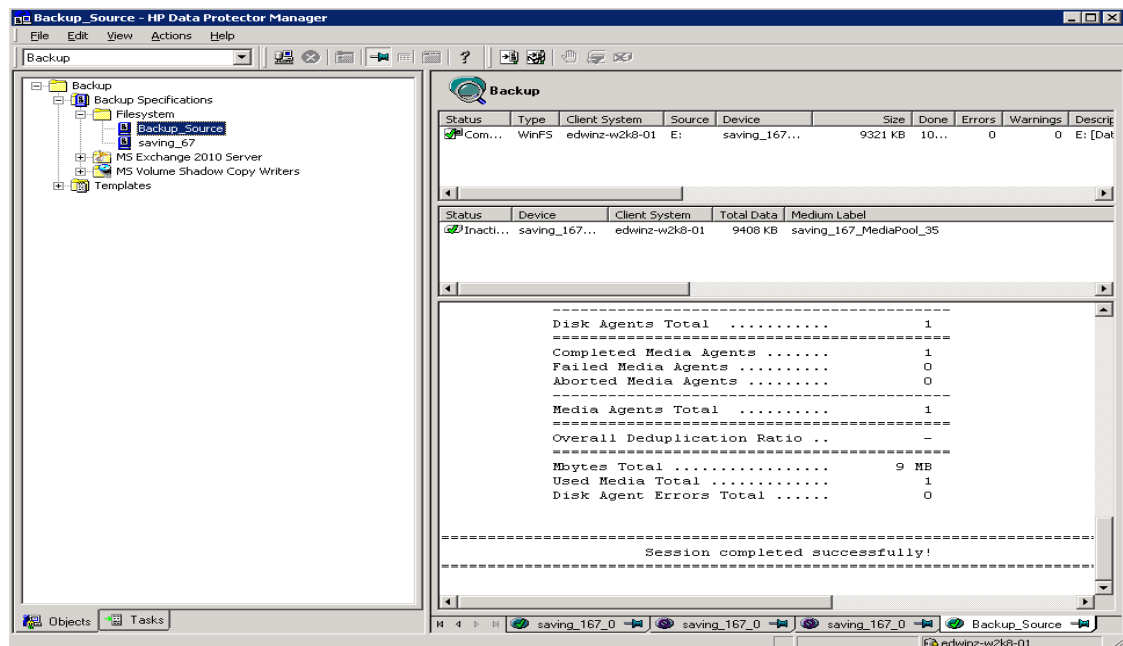 Backup_Source - HP Data Protector Manager
File Edit View Actions Help
Backup
Backup
Backup Specifications
Filesystem
Backup_Source
saving_67
MS Exchange 2010 Server
MS Volume Shadow Copy Writers
Templates
Objects Tasks
Backup
Status Type Client System Source Device Size Done Errors Warnings Descrip
Com... WinFS edwinz-w2k8-01 E: saving_167... 9321 KB 10... 0 0 E: [Dat
Status Device Client System Total Data Medium Label
Inacti... saving_167... edwinz-w2k8-01 9408 KB saving_167_MediaPool_35
------------------------------------------
Disk Agents Total ........... 1
==========================================
Completed Media Agents ....... 1
Failed Media Agents .......... 0
Aborted Media Agents ......... 0
------------------------------------------
Media Agents Total .......... 1
==========================================
Overall Deduplication Ratio .. -
==========================================
Mbytes Total ................. 9 MB
Used Media Total ............. 1
Disk Agent Errors Total ...... 0
====================================================================
Session completed successfully!
====================================================================
saving_167_0 saving_167_0 saving_167_0 Backup_Source
edwinz-w2k8-01